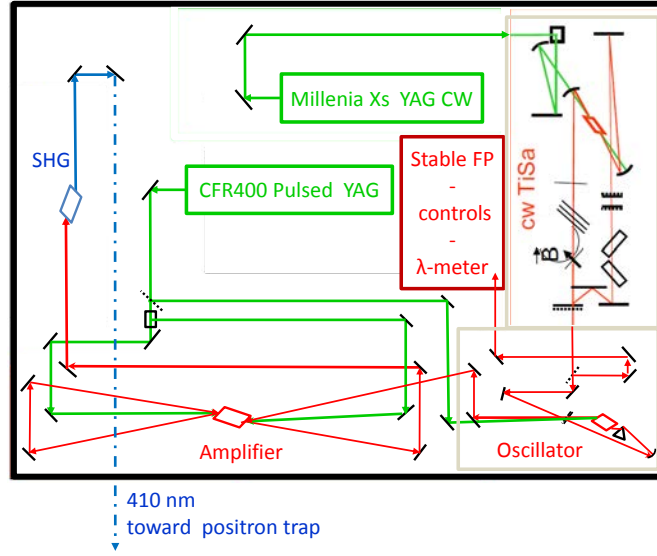 Millenia Xs YAG CW
SHG
CFR400 Pulsed YAG
Stable FP
-
controls
-
λ-meter
cw TiSa
B
Amplifier
Oscillator
410 nm
toward positron trap